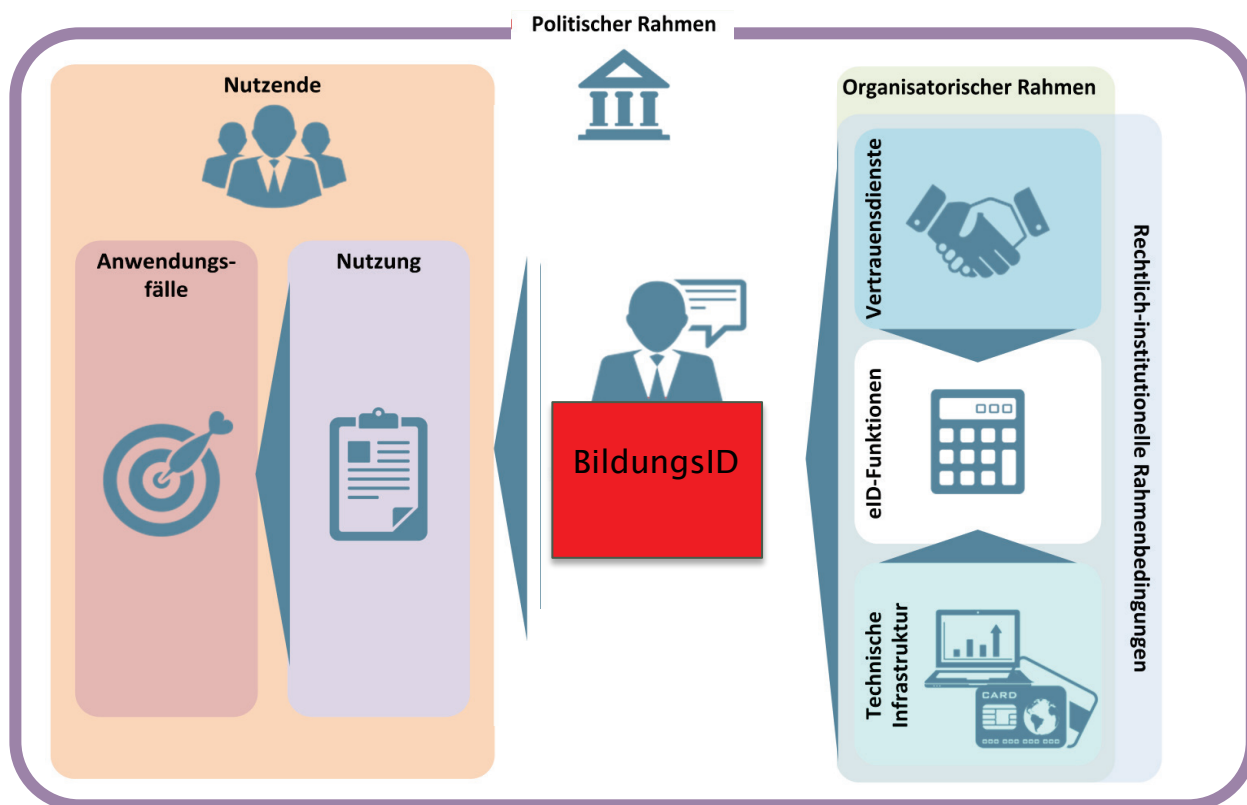 Politischer Rahmen
Nutzende
Anwendungs-
fälle
Nutzung
BildungsID
Organisatorischer Rahmen
Vertrauensdienste
eID-Funktionen
Technische
Infrastruktur
CARD
Rechtlich-institutionelle Rahmenbedingungen